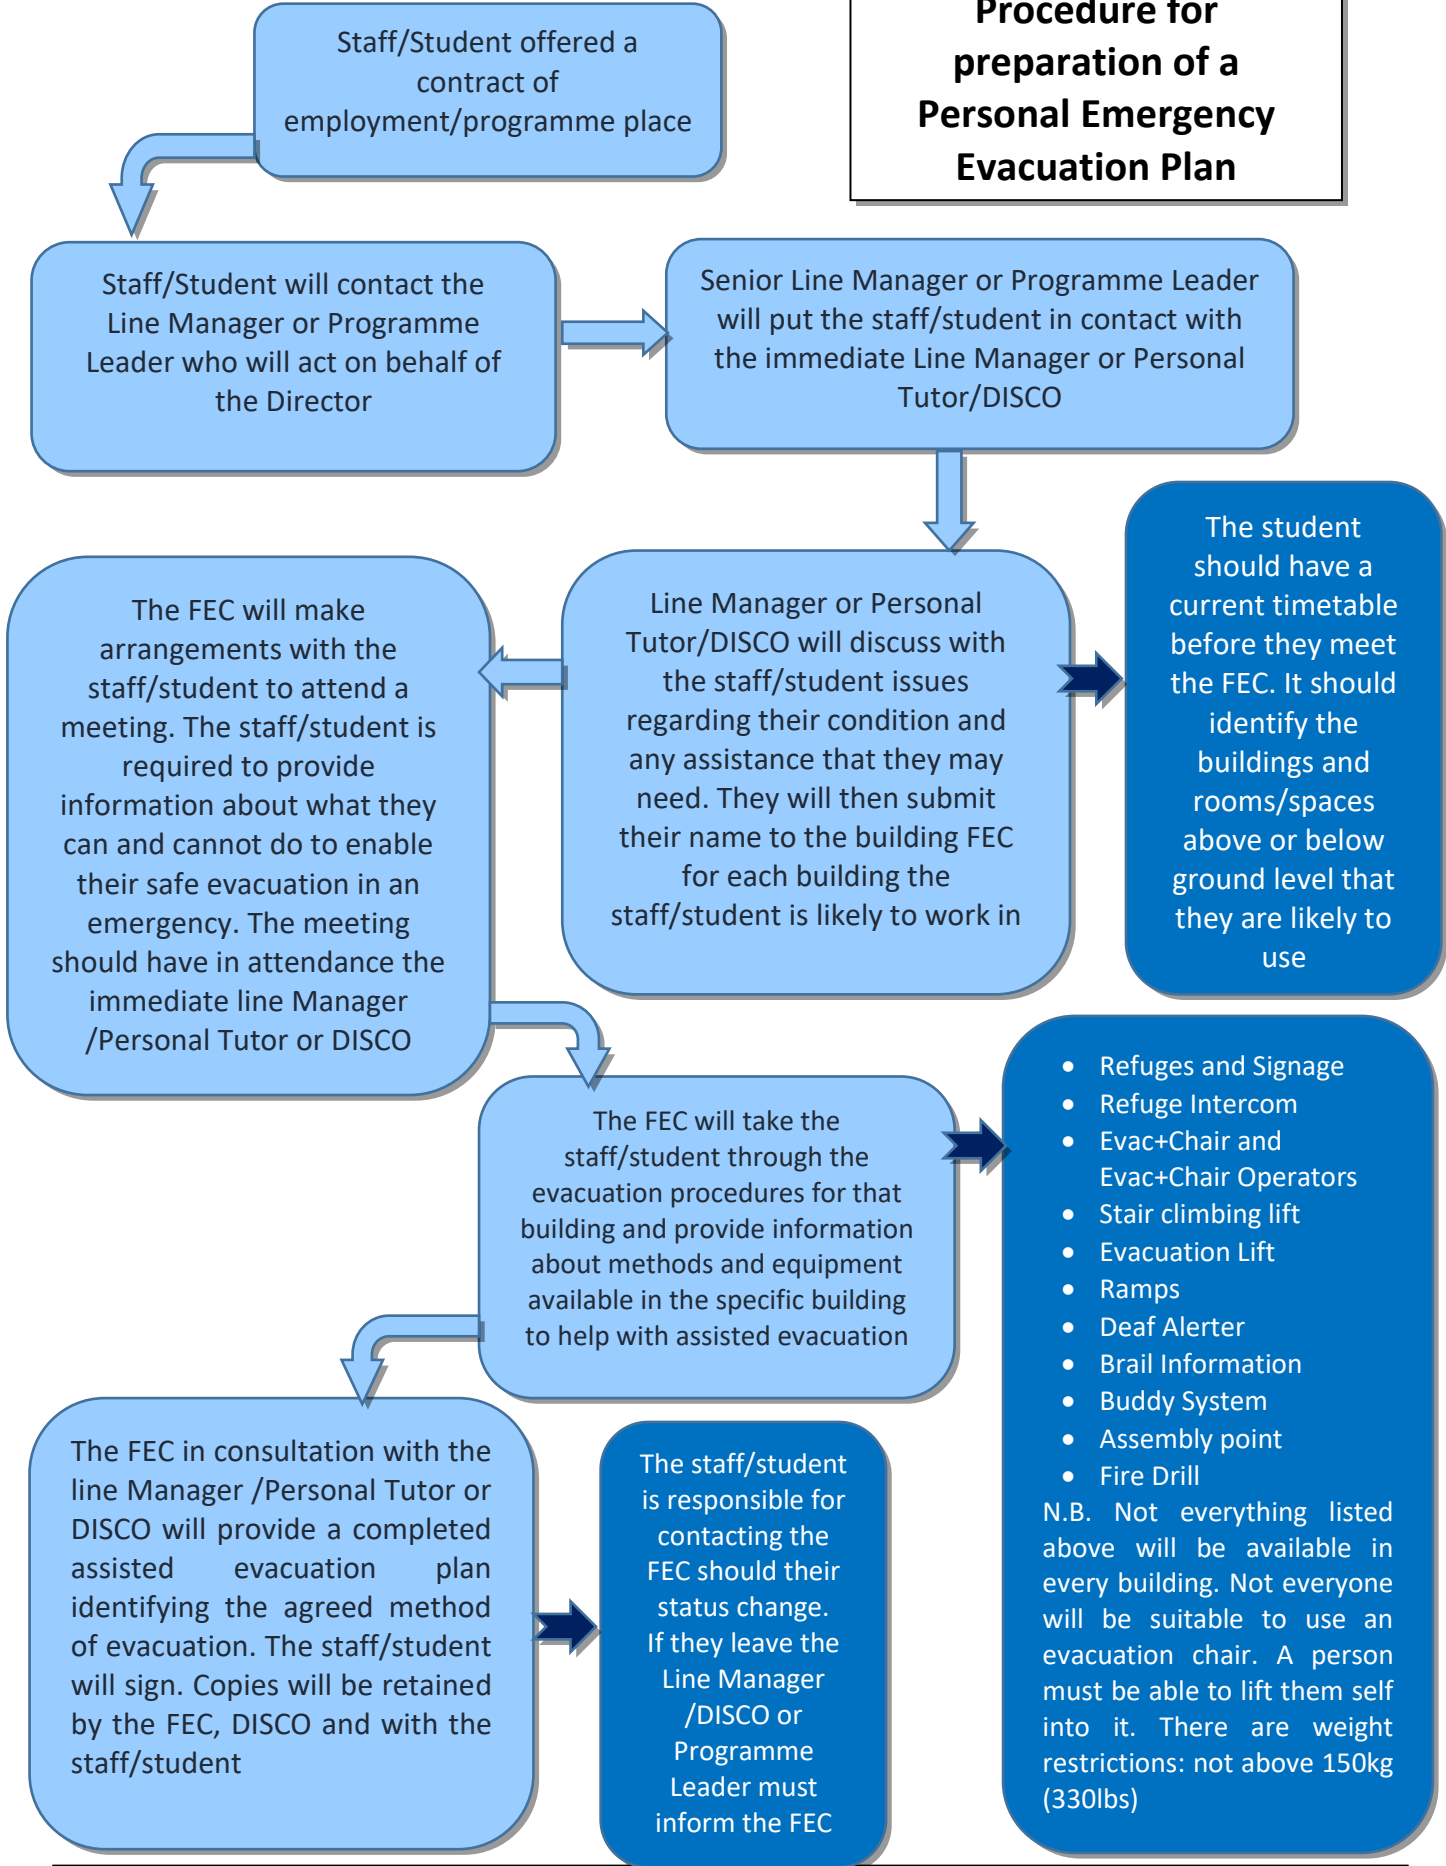 Procedure for
preparation of a
Personal Emergency
Evacuation Plan
Staff/Student offered a
contract of
employment/programme place
Staff/Student will contact the
Line Manager or Programme
Leader who will act on behalf of
the Director
Senior Line Manager or Programme Leader
will put the staff/student in contact with
the immediate Line Manager or Personal
Tutor/DISCO
Line Manager or Personal
Tutor/DISCO will discuss with
the staff/student issues
regarding their condition and
any assistance that they may
need. They will then submit
their name to the building FEC
for each building the
staff/student is likely to work in
The student
should have a
current timetable
before they meet
the FEC. It should
identify the
buildings and
rooms/spaces
above or below
ground level that
they are likely to
use
The FEC will make
arrangements with the
staff/student to attend a
meeting. The staff/student is
required to provide
information about what they
can and cannot do to enable
their safe evacuation in an
emergency. The meeting
should have in attendance the
immediate line Manager
/Personal Tutor or DISCO
The FEC will take the
staff/student through the
evacuation procedures for that
building and provide information
about methods and equipment
available in the specific building
to help with assisted evacuation
• Refuges and Signage
• Refuge Intercom
• Evac+Chair and
Evac+Chair Operators
• Stair climbing lift
• Evacuation Lift
• Ramps
• Deaf Alerter
• Brail Information
• Buddy System
• Assembly point
• Fire Drill
N.B. Not everything listed
above will be available in
every building. Not everyone
will be suitable to use an
evacuation chair. A person
must be able to lift them self
into it. There are weight
restrictions: not above 150kg
(330lbs)
The FEC in consultation with the
line Manager /Personal Tutor or
DISCO will provide a completed
assisted evacuation plan
identifying the agreed method
of evacuation. The staff/student
will sign. Copies will be retained
by the FEC, DISCO and with the
staff/student
The staff/student
is responsible for
contacting the
FEC should their
status change.
If they leave the
Line Manager
/DISCO or
Programme
Leader must
inform the FEC